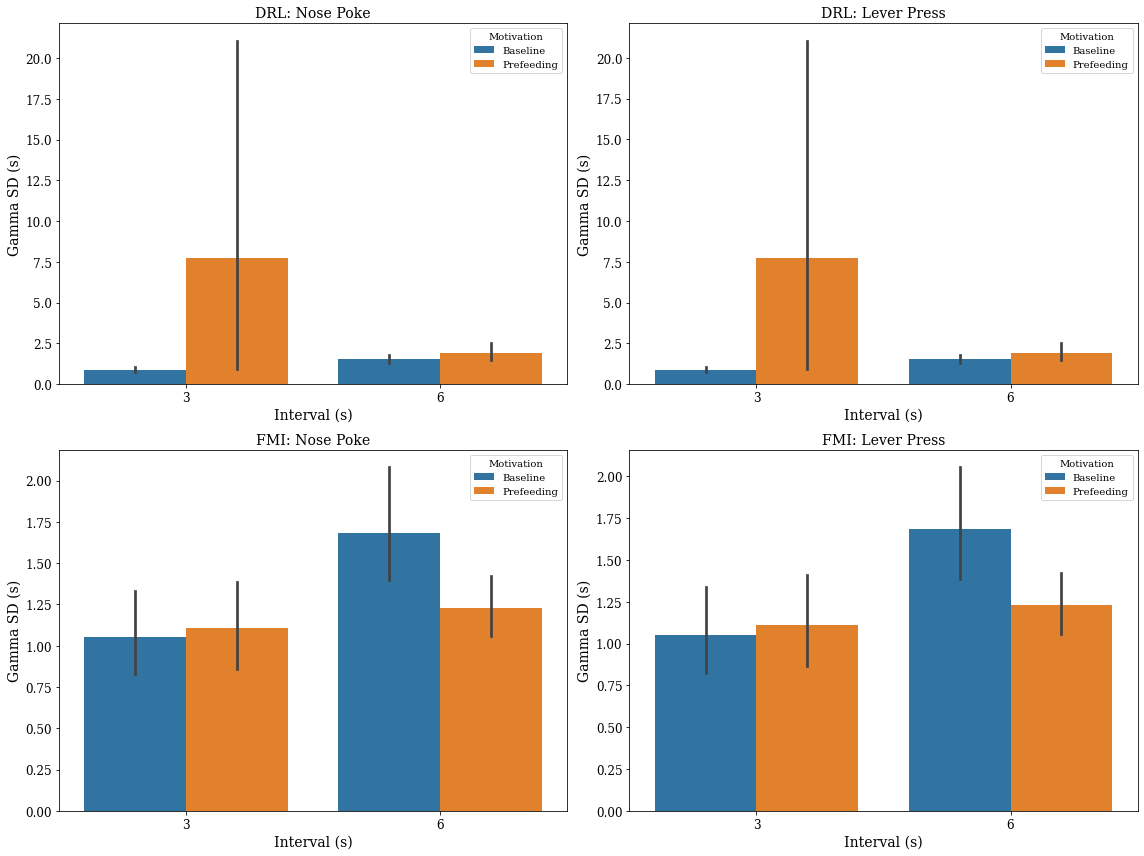 DRL: Nose Poke
Gamma SD (s)
20.0
17.5
15.0
12.5
10.0
7.5
5.0
2.5
0.0
Motivation
Baseline
Prefeeding
3 6
Interval (s)
DRL: Lever Press
Gamma SD (s)
20.0
17.5
15.0
12.5
10.0
7.5
5.0
2.5
0.0
Motivation
Baseline
Prefeeding
3 6
Interval (s)
FMI: Nose Poke
Gamma SD (s)
2.00
1.75
1.50
1.25
1.00
0.75
0.50
0.25
0.00
Motivation
Baseline
Prefeeding
3 6
Interval (s)
FMI: Lever Press
Gamma SD (s)
2.00
1.75
1.50
1.25
1.00
0.75
0.50
0.25
0.00
Motivation
Baseline
Prefeeding
3 6
Interval (s)